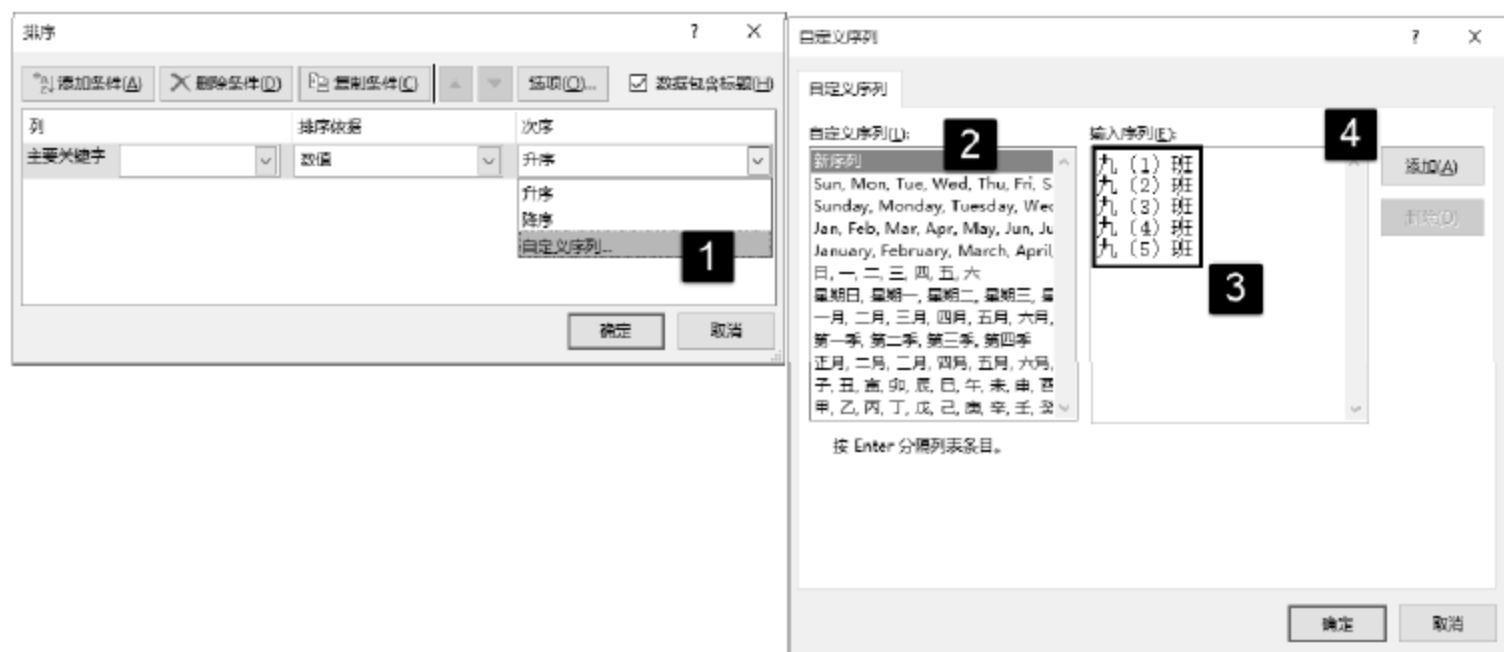 排序
? ×
添加条件(A) 删除条件(D) 复制条件(C) 选项(O)... 数据包含标题(H)
列 排序依据 次序
主要关键字 数值 升序
升序
降序
自定义序列...
1
确定 取消
自定义序列
? ×
自定义序列
自定义序列(L):
2
新序列
Sun, Mon, Tue, Wed, Thu, Fri, S
Sunday, Monday, Tuesday, Wed
Jan, Feb, Mar, Apr, May, Jun, Ju
January, February, March, April,
日, 一, 二, 三, 四, 五, 六
星期日, 星期一, 星期二, 星期三, 星
一月, 二月, 三月, 四月, 五月, 六月,
第一季, 第二季, 第三季, 第四季
正月, 二月, 三月, 四月, 五月, 六月,
子, 丑, 寅, 卯, 辰, 巳, 午, 未, 申, 酉
甲, 乙, 丙, 丁, 戊, 己, 庚, 辛, 壬, 癸
输入序列(E):
4
九（1）班
九（2）班
九（3）班
九（4）班
九（5）班
3
添加(A)
删除(D)
按 Enter 分隔列表条目。
确定 取消